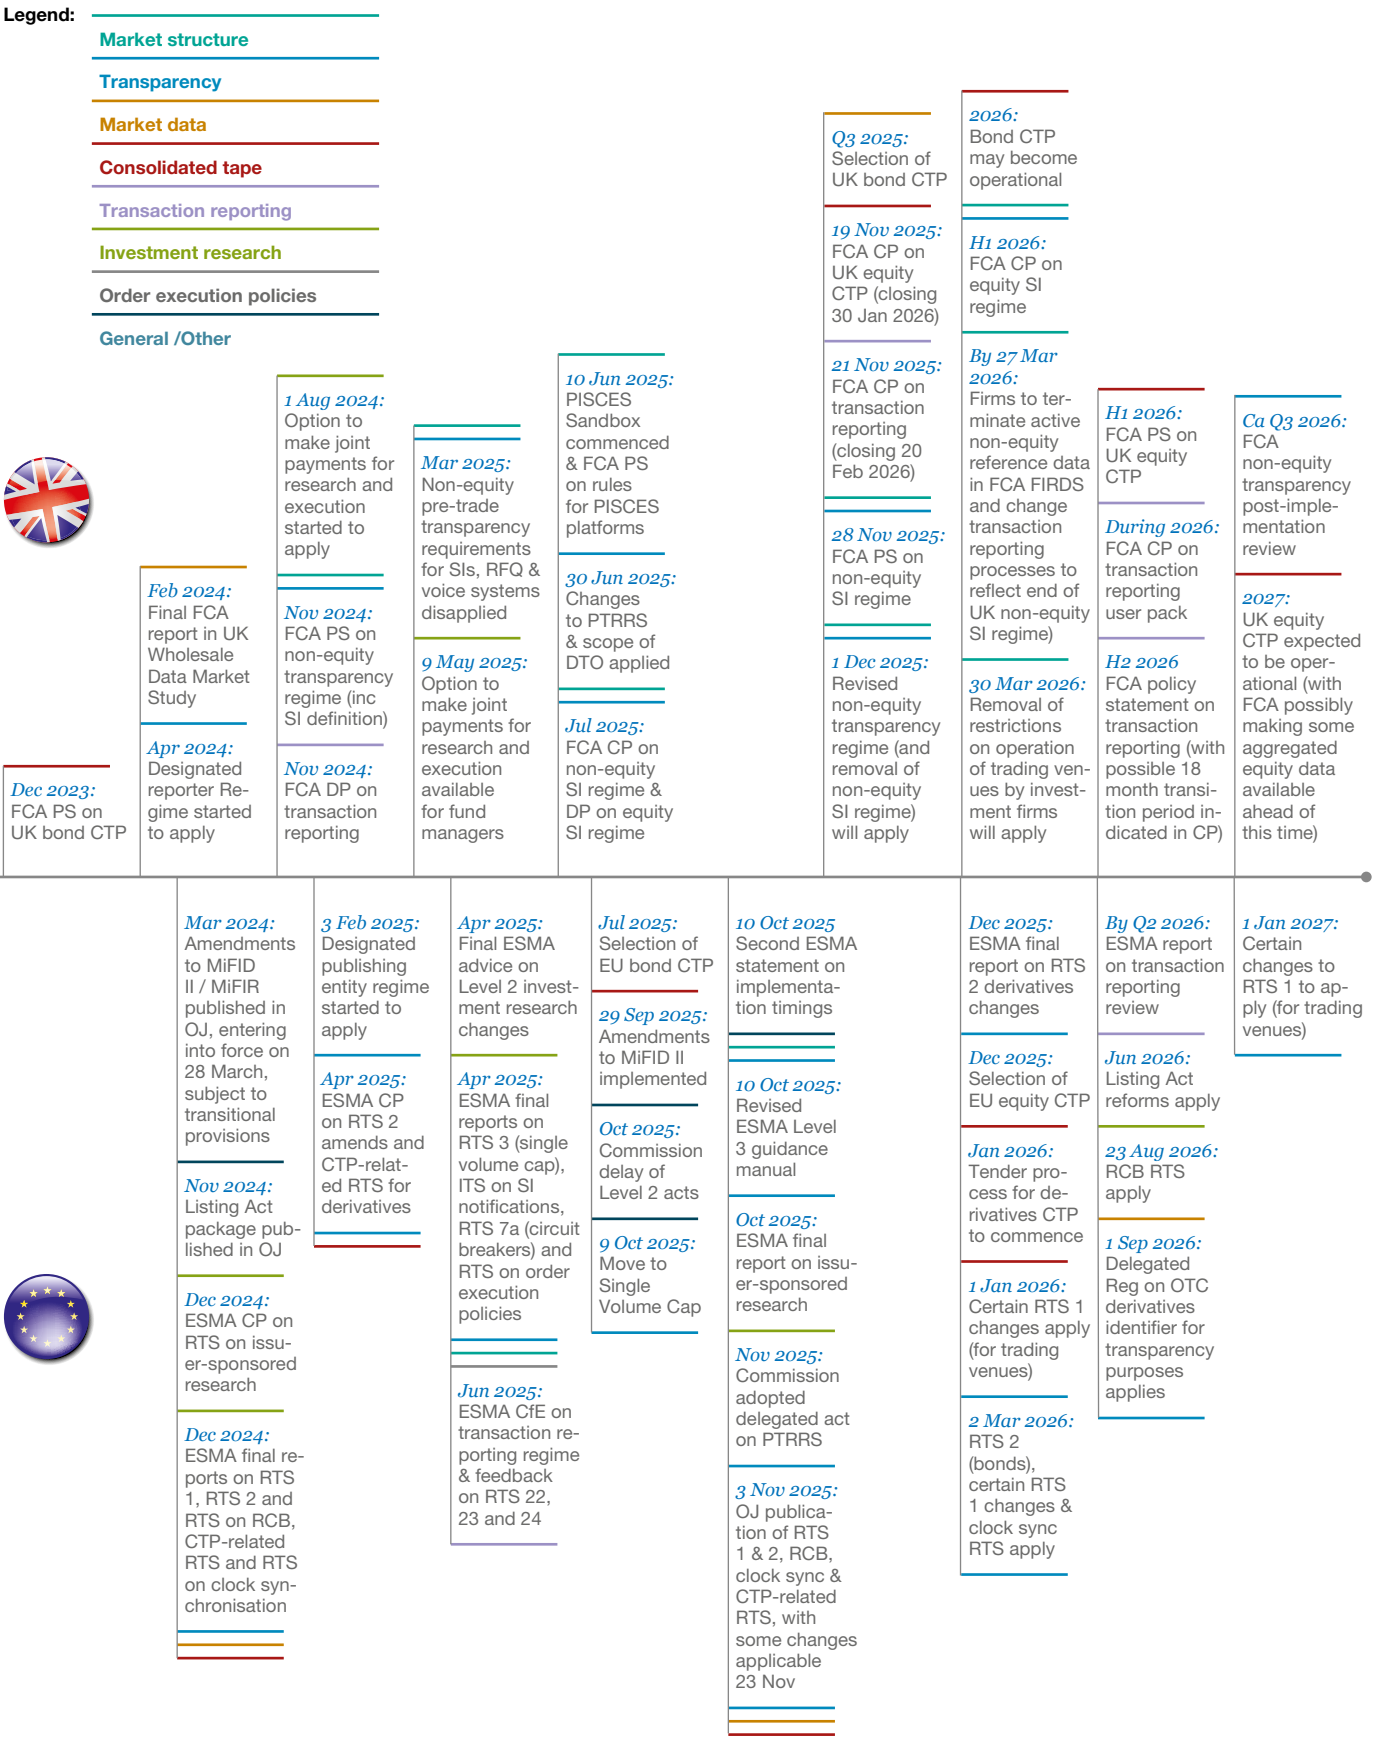 Legend:
Market structure
Transparency
Market data
Consolidated tape
Transaction reporting
Investment research
Order execution policies
General /Other
Dec 2023:
FCA PS on
UK bond CTP
Feb 2024:
Final FCA
report in UK
Wholesale
Data Market
Study
Apr 2024:
Designated
reporter Re-
gime started
to apply
1 Aug 2024:
Option to
make joint
payments for
research and
execution
started to
apply
Nov 2024:
FCA PS on
non-equity
transparency
regime (inc
SI definition)
Nov 2024:
FCA DP on
transaction
reporting
Mar 2025:
Non-equity
pre-trade
transparency
requirements
for SIs, RFQ &
voice systems
disapplied
9 May 2025:
Option to
make joint
payments for
research and
execution
available
for fund
managers
10 Jun 2025:
PISCES
Sandbox
commenced
& FCA PS
on rules
for PISCES
platforms
30 Jun 2025:
Changes
to PTRRS
& scope of
DTO applied
Jul 2025:
FCA CP on
non-equity
SI regime &
DP on equity
SI regime
Q3 2025:
Selection of
UK bond CTP
19 Nov 2025:
FCA CP on
UK equity
CTP (closing
30 Jan 2026)
21 Nov 2025:
FCA CP on
transaction
reporting
(closing 20
Feb 2026)
28 Nov 2025:
FCA PS on
non-equity
SI regime
1 Dec 2025:
Revised
non-equity
transparency
regime (and
removal of
non-equity
SI regime)
will apply
2026:
Bond CTP
may become
operational
H1 2026:
FCA CP on
equity SI
regime
By 27 Mar
2026:
Firms to ter-
minate active
non-equity
reference data
in FCA FIRDS
and change
transaction
reporting
processes to
reflect end of
UK non-equity
SI regime)
30 Mar 2026:
Removal of
restrictions
on operation
of trading ven-
ues by invest-
ment firms
will apply
H1 2026:
FCA PS on
UK equity
CTP
During 2026:
FCA CP on
transaction
reporting
user pack
H2 2026
FCA policy
statement on
transaction
reporting (with
possible 18
month transi-
tion period in-
dicated in CP)
Ca Q3 2026:
FCA
non-equity
transparency
post-imple-
mentation
review
2027:
UK equity
CTP expected
to be oper-
ational (with
FCA possibly
making some
aggregated
equity data
available
ahead of
this time)
Mar 2024:
Amendments
to MiFID
II / MiFIR
published in
OJ, entering
into force on
28 March,
subject to
transitional
provisions
Nov 2024:
Listing Act
package pub-
lished in OJ
Dec 2024:
ESMA CP on
RTS on issu-
er-sponsored
research
Dec 2024:
ESMA final re-
ports on RTS
1, RTS 2 and
RTS on RCB,
CTP-related
RTS and RTS
on clock syn-
chronisation
3 Feb 2025:
Designated
publishing
entity regime
started to
apply
Apr 2025:
ESMA CP
on RTS 2
amends and
CTP-relat-
ed RTS for
derivatives
Apr 2025:
Final ESMA
advice on
Level 2 invest-
ment research
changes
Apr 2025:
ESMA final
reports on
RTS 3 (single
volume cap),
ITS on SI
notifications,
RTS 7a (circuit
breakers) and
RTS on order
execution
policies
Jun 2025:
ESMA CfE on
transaction re-
porting regime
& feedback
on RTS 22,
23 and 24
Jul 2025:
Selection of
EU bond CTP
29 Sep 2025:
Amendments
to MiFID II
implemented
Oct 2025:
Commission
delay of
Level 2 acts
9 Oct 2025:
Move to
Single
Volume Cap
10 Oct 2025
Second ESMA
statement on
implementa-
tion timings
10 Oct 2025:
Revised
ESMA Level
3 guidance
manual
Oct 2025:
ESMA final
report on issu-
er-sponsored
research
Nov 2025:
Commission
adopted
delegated act
on PTRRS
3 Nov 2025:
OJ publica-
tion of RTS
1 & 2, RCB,
clock sync &
CTP-related
RTS, with
some changes
applicable
23 Nov
Dec 2025:
ESMA final
report on RTS
2 derivatives
changes
Dec 2025:
Selection of
EU equity CTP
Jan 2026:
Tender pro-
cess for de-
rivatives CTP
to commence
1 Jan 2026:
Certain RTS 1
changes apply
(for trading
venues)
2 Mar 2026:
RTS 2
(bonds),
certain RTS
1 changes &
clock sync
RTS apply
By Q2 2026:
ESMA report
on transaction
reporting
review
Jun 2026:
Listing Act
reforms apply
23 Aug 2026:
RCB RTS
apply
1 Sep 2026:
Delegated
Reg on OTC
derivatives
identifier for
transparency
purposes
applies
1 Jan 2027:
Certain
changes to
RTS 1 to ap-
ply (for trading
venues)